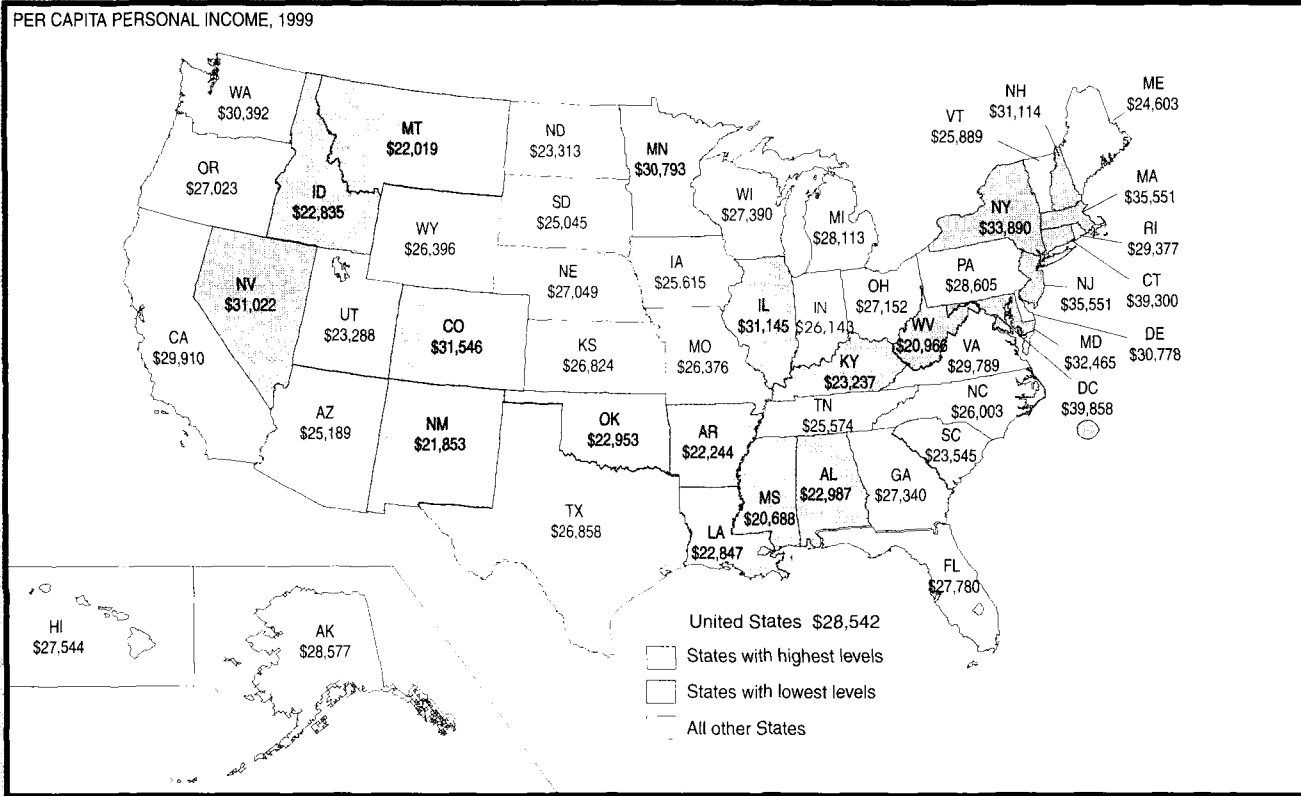 PER CAPITA PERSONAL INCOME, 1999
WA
$30,392
OR
$27,023
CA
$29,910
NV
$31,022
ID
$22,835
MT
$22,019
WY
$26,396
UT
$23,288
CO
$31,546
AZ
$25,189
NM
$21,853
ND
$23,313
SD
$25,045
NE
$27,049
KS
$26,824
OK
$22,953
TX
$26,858
MN
$30,793
IA
$25.615
MO
$26,376
AR
$22,244
LA
$22,847
WI
$27,390
IL
$31,145
MI
$28,113
IN
$26,143
OH
$27,152
KY
$23,237
TN
$25,574
MS
$20,688
AL
$22,987
GA
$27,340
FL
$27,780
SC
$23,545
NC
$26,003
VA
$29,789
WV
$20,966
PA
$28,605
NY
$33,890
VT
$25,889
NH
$31,114
ME
$24,603
MA
$35,551
RI
$29,377
CT
$39,300
NJ
$35,551
DE
$30,778
MD
$32,465
DC
$39,858
HI
$27,544
AK
$28,577
United States $28,542
States with highest levels
States with lowest levels
All other States